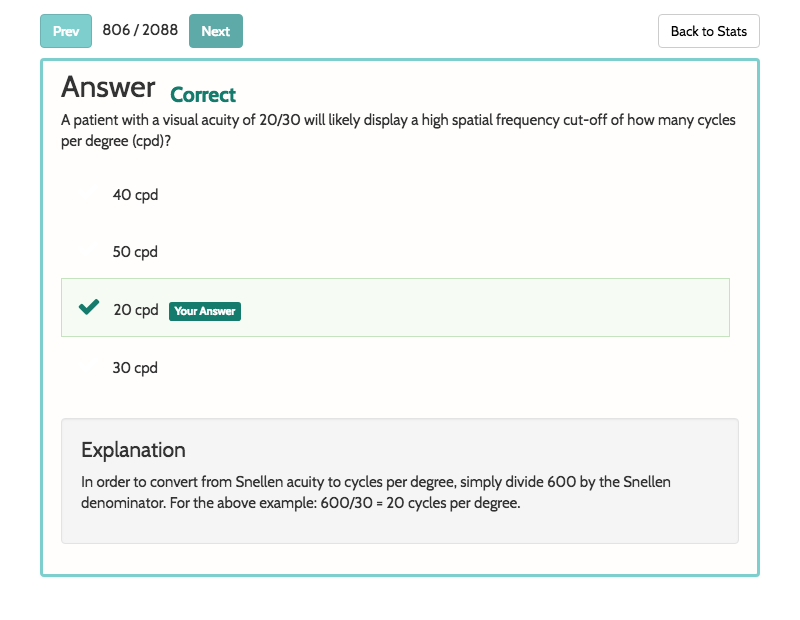 Prev 806 / 2088 Next Back to Stats
Answer Correct
A patient with a visual acuity of 20/30 will likely display a high spatial frequency cut-off of how many cycles
per degree (cpd)?
40 cpd
50 cpd
20 cpd Your Answer
30 cpd
Explanation
In order to convert from Snellen acuity to cycles per degree, simply divide 600 by the Snellen
denominator. For the above example: 600/30 = 20 cycles per degree.